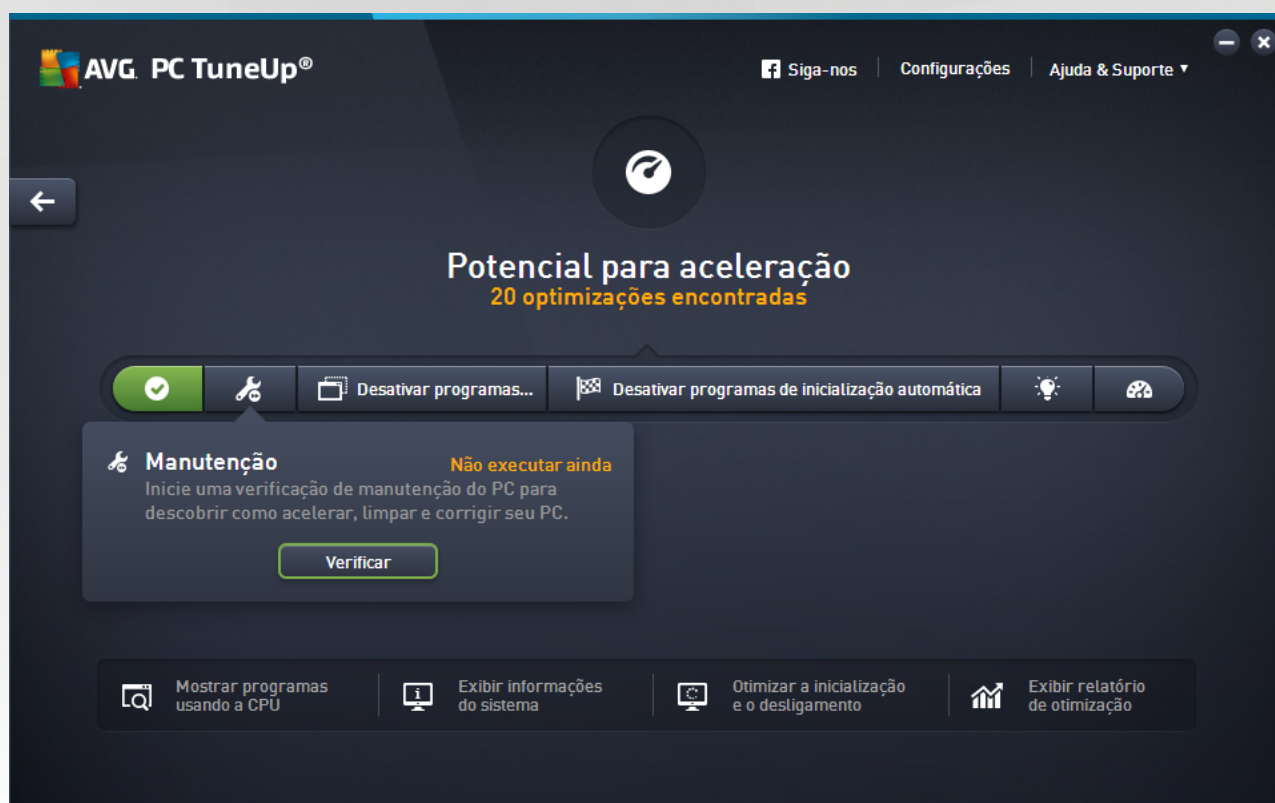 AVG. PC TuneUp®
Siga-nos
Configurações
Ajuda & Suporte
Potencial para aceleração
20 optimizações encontradas
Desativar programas...
Desativar programas de inicialização automática
Manutenção
Não executar ainda
Inicie uma verificação de manutenção do PC para
descobrir como acelerar, limpar e corrigir seu PC.
Verificar
Mostrar programas
usando a CPU
Exibir informações
do sistema
Otimizar a inicialização
e o desligamento
Exibir relatório
de otimização